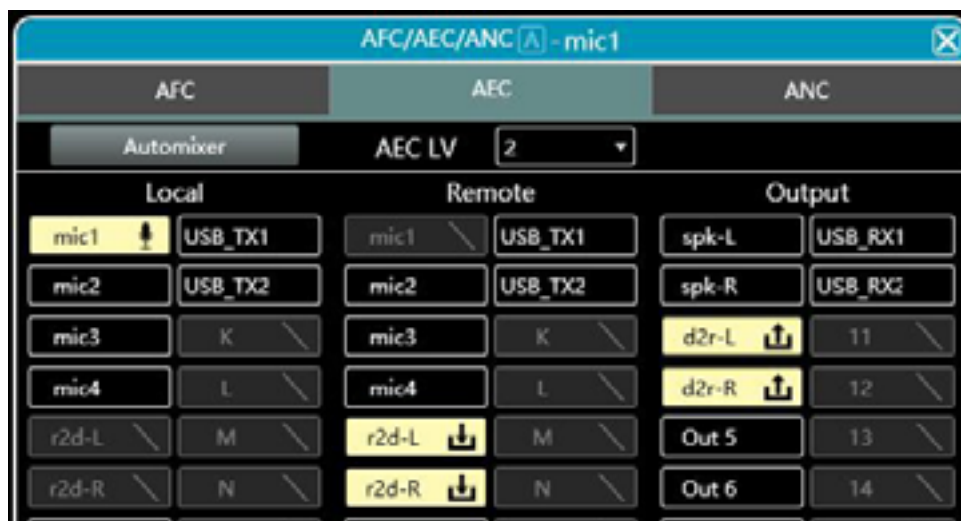 AFC/AEC/ANC A - mic1
AFC AEC ANC
Automixer AEC LV 2
Local Remote Output
mic1 USB_TX1 mic1 USB_TX1 spk-L USB_RX1
mic2 USB_TX2 mic2 USB_TX2 spk-R USB_RX2
mic3 K mic3 K d2r-L 11
mic4 L mic4 L d2r-R 12
r2d-L M r2d-L M Out 5 13
r2d-R N r2d-R N Out 6 14